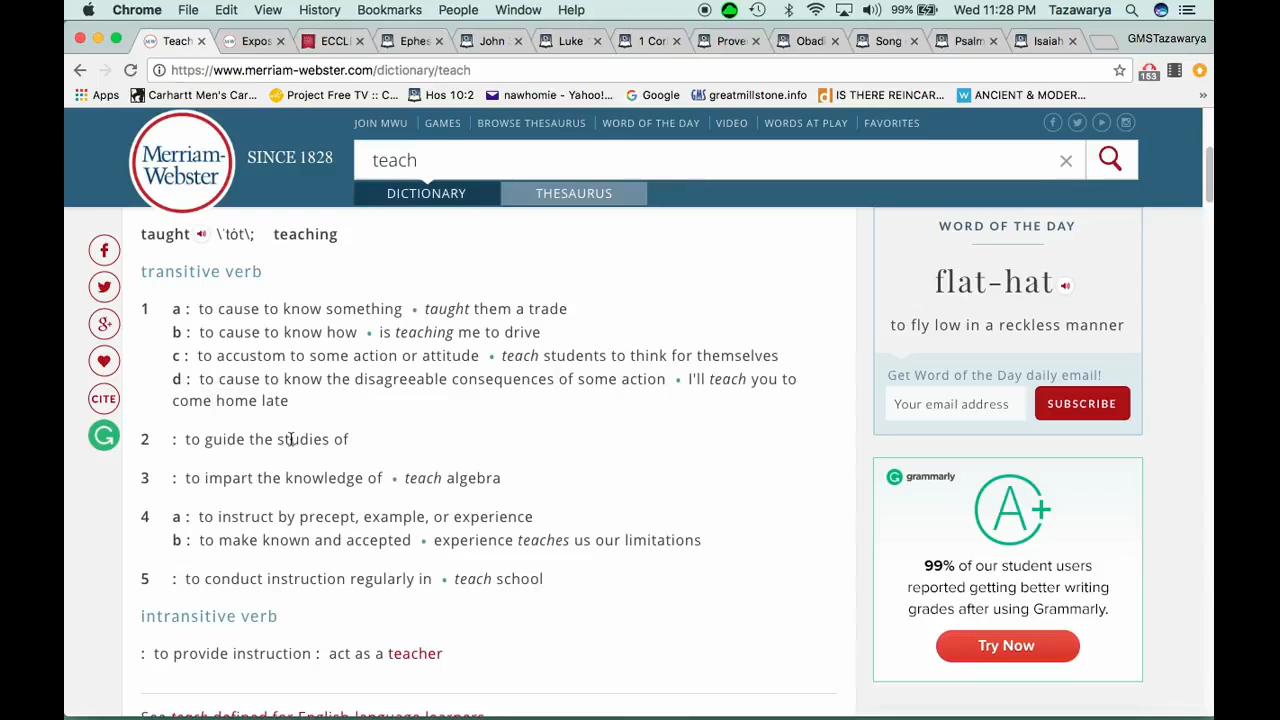 Chrome File Edit View History Bookmarks People Window Help 99% Wed 11:28 PM Tazawarya
Teach Expos ECCL Ephes John Luke 1 Cor Prove Obadi Song Psalm Isaiah GMSTazawarya
https://www.merriam-webster.com/dictionary/teach 153
Apps Carhartt Men's Car... Project Free TV :: C... Hos 10:2 nawhomie - Yahoo!... Google GMS greatmillstone.info IS THERE REINCAR... ANCIENT & MODER... »
JOIN MWU GAMES BROWSE THESAURUS WORD OF THE DAY VIDEO WORDS AT PLAY FAVORITES
Merriam-
Webster
SINCE 1828
teach
DICTIONARY THESAURUS
taught \ˈtȯt\; teaching
transitive verb
1 a : to cause to know something • taught them a trade
b : to cause to know how • is teaching me to drive
c : to accustom to some action or attitude • teach students to think for themselves
d : to cause to know the disagreeable consequences of some action • I'll teach you to
come home late
2 : to guide the studies of
3 : to impart the knowledge of • teach algebra
4 a : to instruct by precept, example, or experience
b : to make known and accepted • experience teaches us our limitations
5 : to conduct instruction regularly in • teach school
intransitive verb
: to provide instruction : act as a teacher
See teach defined for English-language learners
CITE
WORD OF THE DAY
flat-hat
to fly low in a reckless manner
Get Word of the Day daily email!
Your email address SUBSCRIBE
grammarly
A+
99% of our student users
reported getting better writing
grades after using Grammarly.
Try Now